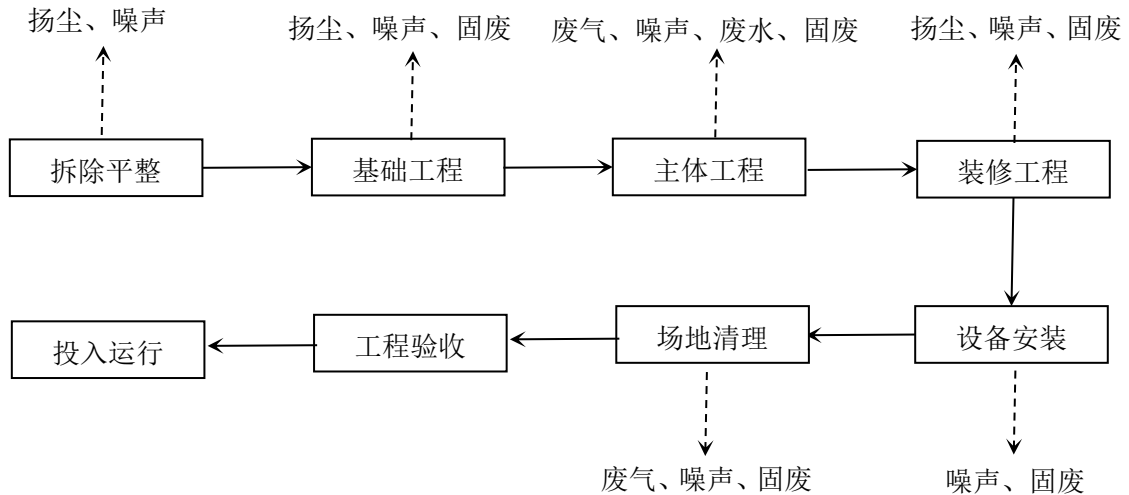 扬尘、噪声
扬尘、噪声、固废
废气、噪声、废水、固废
扬尘、噪声、固废
拆除平整
基础工程
主体工程
装修工程
投入运行
工程验收
场地清理
设备安装
废气、噪声、固废
噪声、固废